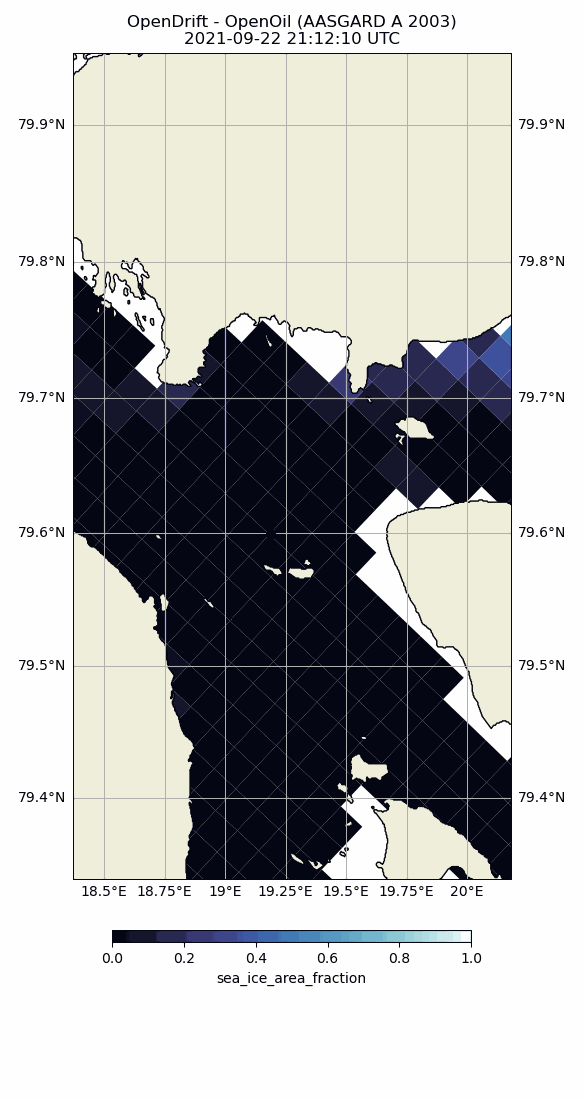 OpenDrift - OpenOil (AASGARD A 2003)
2021-09-22 21:12:10 UTC
79.9°N 79.9°N
79.8°N 79.8°N
79.7°N 79.7°N
79.6°N 79.6°N
79.5°N 79.5°N
79.4°N 79.4°N
18.5°E 18.75°E 19°E 19.25°E 19.5°E 19.75°E 20°E
0.0 0.2 0.4 0.6 0.8 1.0
sea_ice_area_fraction